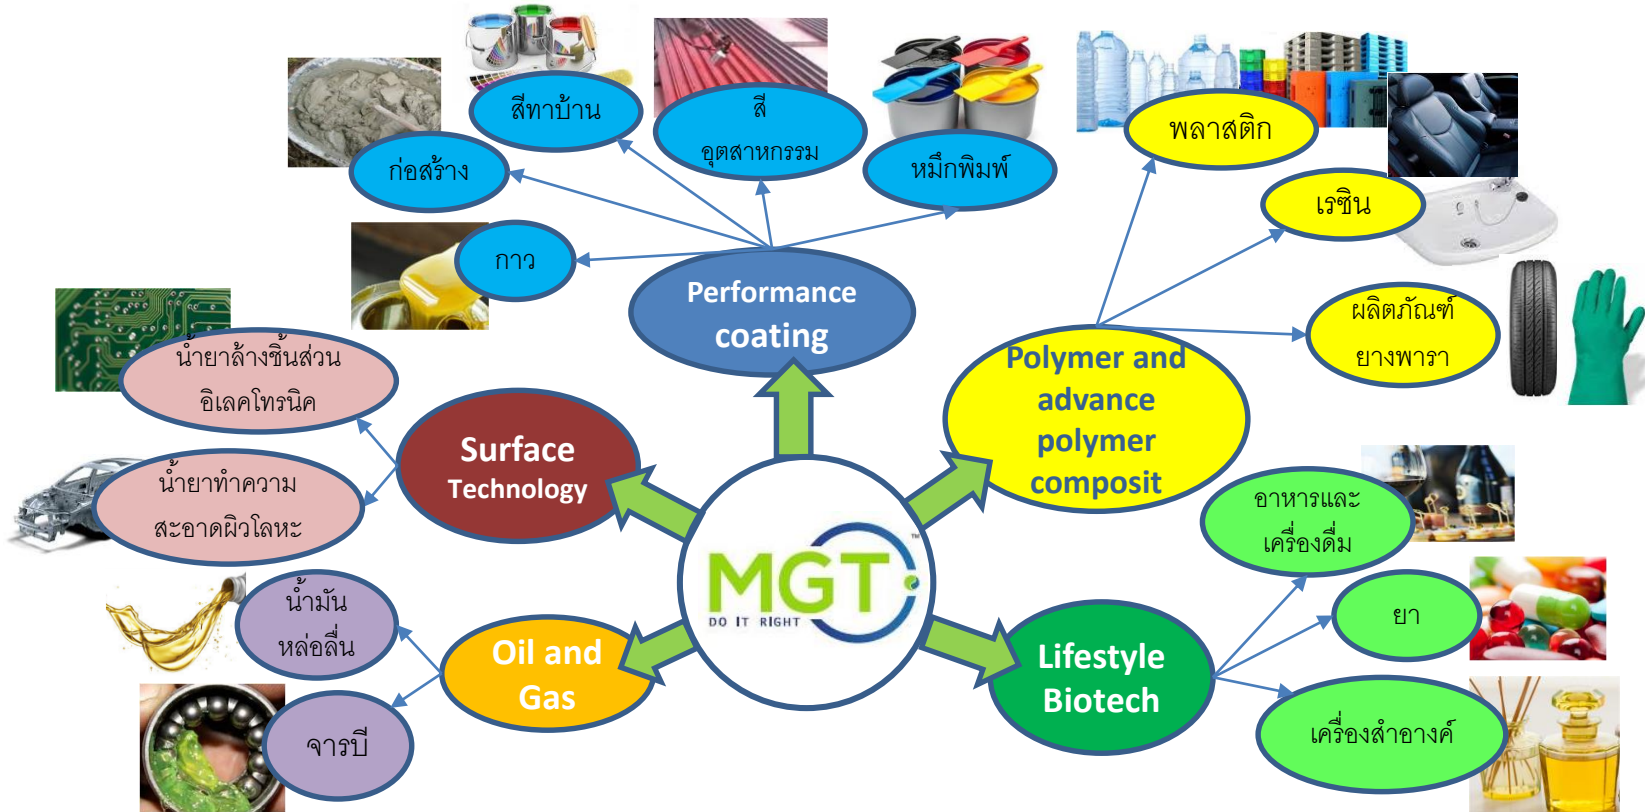 สีทาบ้าน
สี
อุตสาหกรรม
หมึกพิมพ์
ก่อสร้าง
กาว
พลาสติก
เรซิน
ผลิตภัณฑ์
ยางพารา
Performance
coating
Polymer and
advance
polymer
composit
น้ำยาล้างชิ้นส่วน
อิเลคโทรนิค
น้ำยาทำความ
สะอาดผิวโลหะ
Surface
Technology
MGT
TM
DO IT RIGHT
น้ำมัน
หล่อลื่น
จารบี
Oil and
Gas
Lifestyle
Biotech
อาหารและ
เครื่องดื่ม
ยา
เครื่องสำอางค์